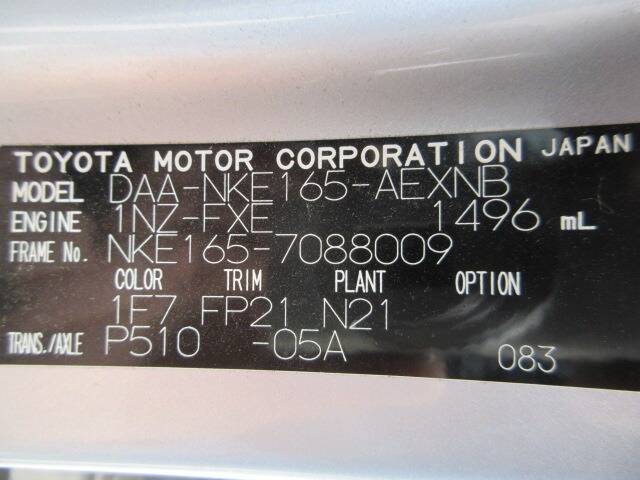 TOYOTA MOTOR CORPORATION JAPAN
MODEL DAA-NKE165-AEXNB
ENGINE 1NZ-FXE 1496 mL
FRAME No. NKE165-7088009
COLOR TRIM PLANT OPTION
1F7 FP21 N21
TRANS./AXLE P510 -05A 083